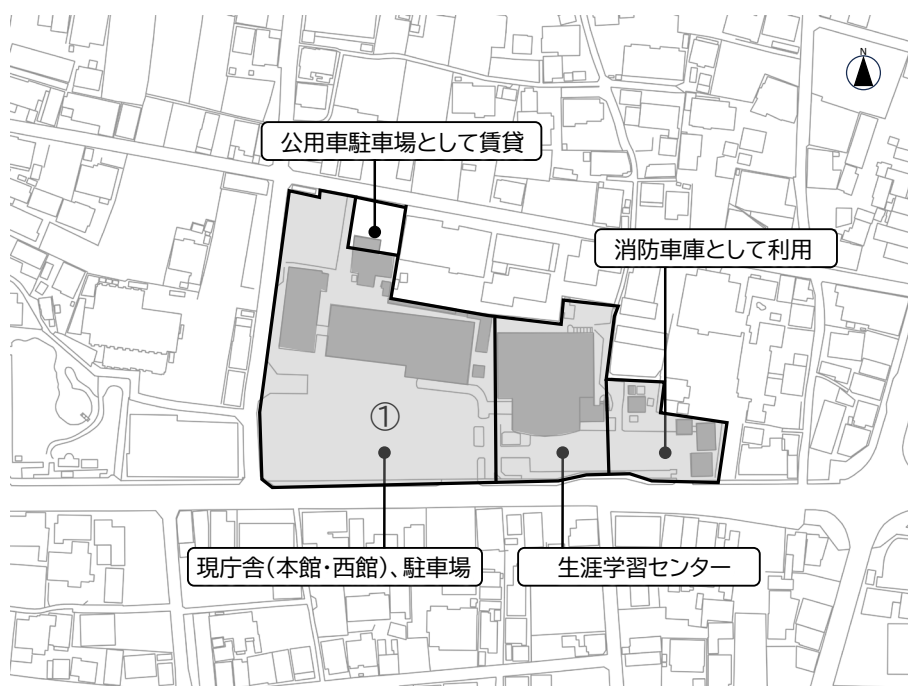 N
公用車駐車場として賃貸
消防車庫として利用
①
現庁舎(本館・西館)、駐車場
生涯学習センター